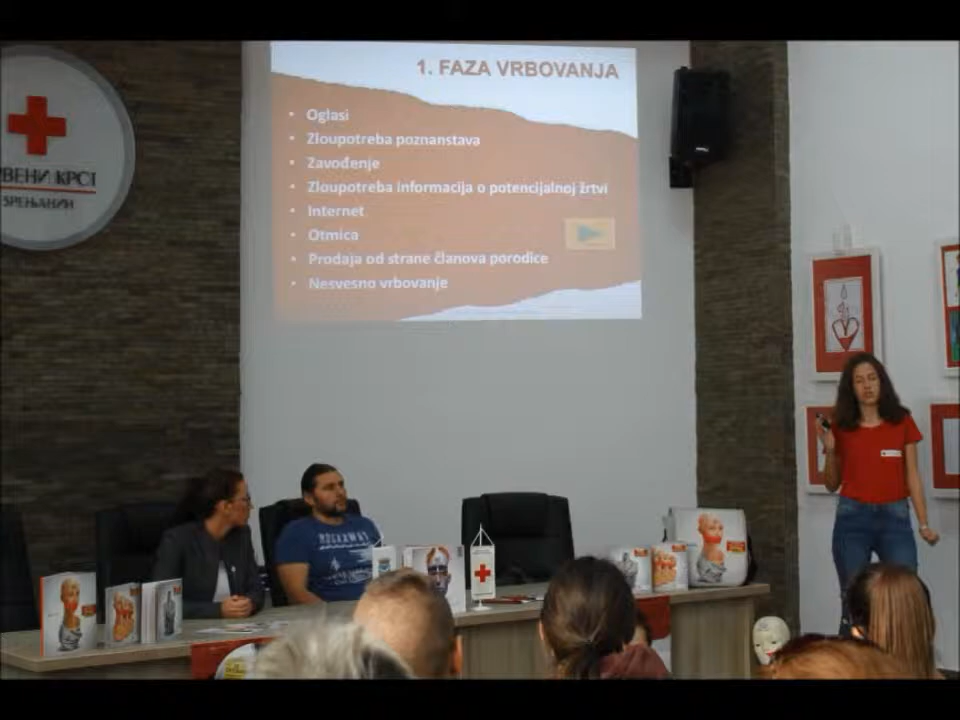 1. FAZA VRBOVANJA
• Oglasi
• Zloupotreba poznanstava
• Zavođenje
• Zloupotreba informacija o potencijalnoj žrtvi
• Internet
• Otmica
• Prodaja od strane članova porodice
• Nesvesno vrbovanje
ВЕНИ КРСТ
ЗРЕЊАНИН
ROCKAWAY